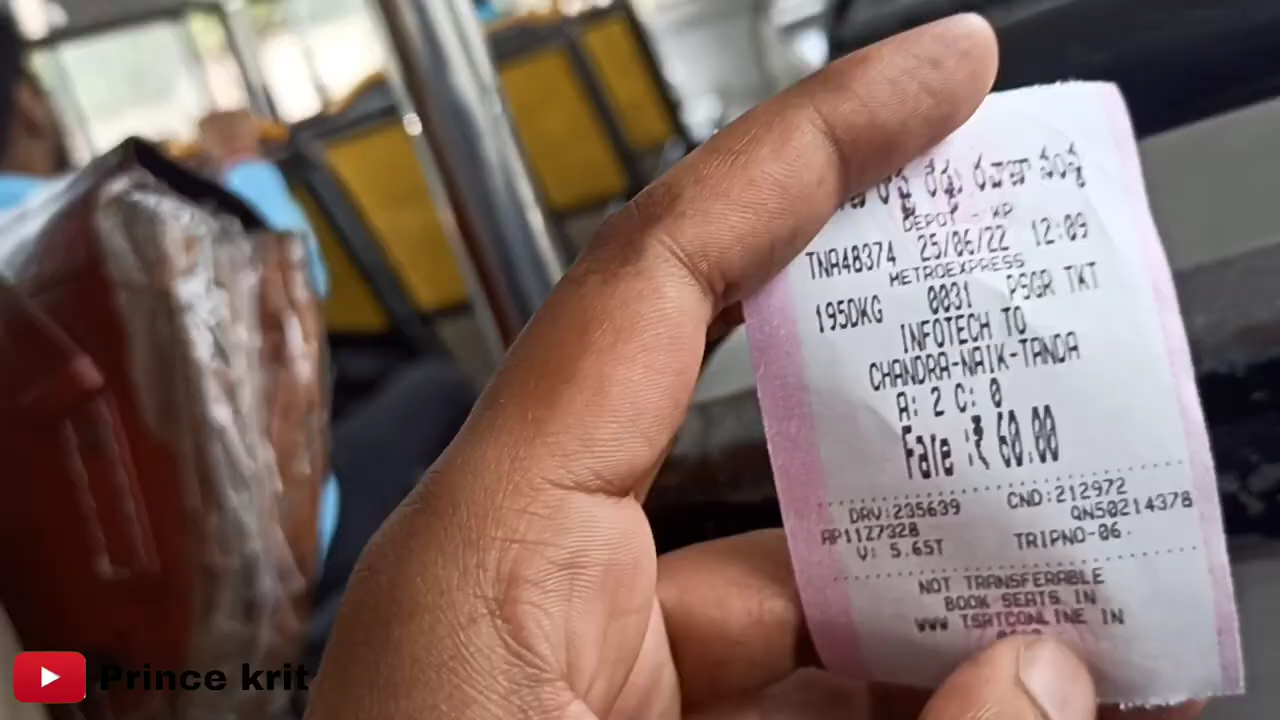 రోడ్డు రవాణా సంస్థ
DEPOT - KP
TNA48374 25/06/22 12:09
METROEXPRESS
195DKG 0031 PSGR TKT
INFOTECH TO
CHANDRA-NAIK-TANDA
A: 2 C: 0
Fare :₹ 60.00
DRV:235639 CND:212972
AP11Z7328 QN50214378
V: 5.65T TRIPNO-06.
NOT TRANSFERABLE
BOOK SEATS IN
WWW TSRTCONLINE IN
Prince krit